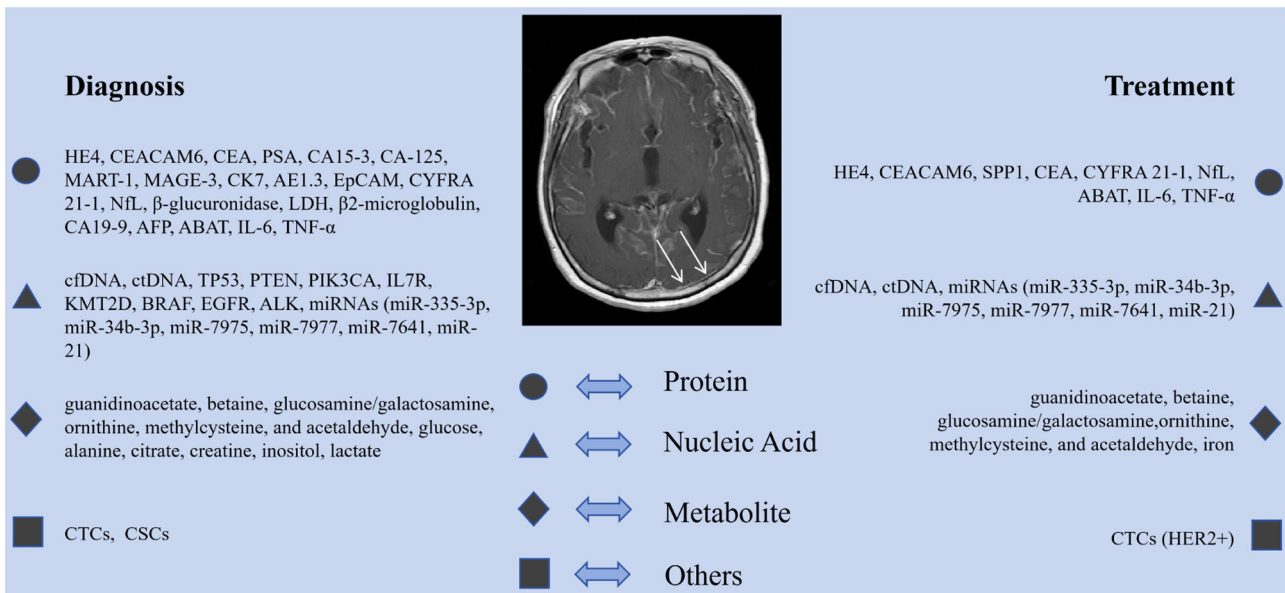 Diagnosis
HE4, CEACAM6, CEA, PSA, CA15-3, CA-125,
MART-1, MAGE-3, CK7, AE1.3, EpCAM, CYFRA
21-1, NfL, β-glucuronidase, LDH, β2-microglobulin,
CA19-9, AFP, ABAT, IL-6, TNF-α
cfDNA, ctDNA, TP53, PTEN, PIK3CA, IL7R,
KMT2D, BRAF, EGFR, ALK, miRNAs (miR-335-3p,
miR-34b-3p, miR-7975, miR-7977, miR-7641, miR-
21)
guanidinoacetate, betaine, glucosamine/galactosamine,
ornithine, methylcysteine, and acetaldehyde, glucose,
alanine, citrate, creatine, inositol, lactate
CTCs, CSCs
Protein
Nucleic Acid
Metabolite
Others
Treatment
HE4, CEACAM6, SPP1, CEA, CYFRA 21-1, NfL,
ABAT, IL-6, TNF-α
cfDNA, ctDNA, miRNAs (miR-335-3p, miR-34b-3p,
miR-7975, miR-7977, miR-7641, miR-21)
guanidinoacetate, betaine,
glucosamine/galactosamine,ornithine,
methylcysteine, and acetaldehyde, iron
CTCs (HER2+)